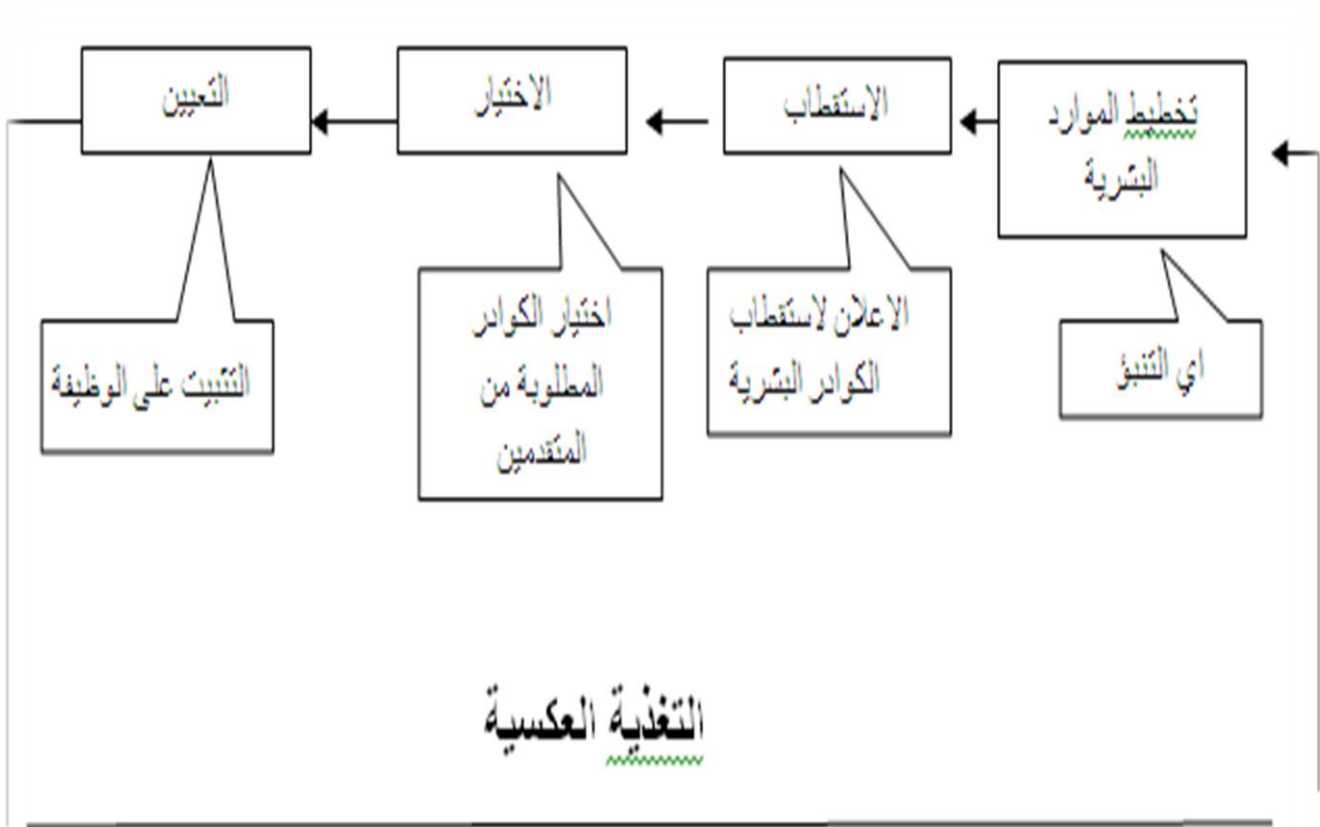 تخطيط الموارد
البشرية
الاستقطاب
الاختيار
التعيين
اي التنبؤ
الاعلان لاستقطاب
الكوادر البشرية
اختيار الكوادر
المطلوبة من
المتقدمين
التثبيت على الوظيفة
التغذية العكسية